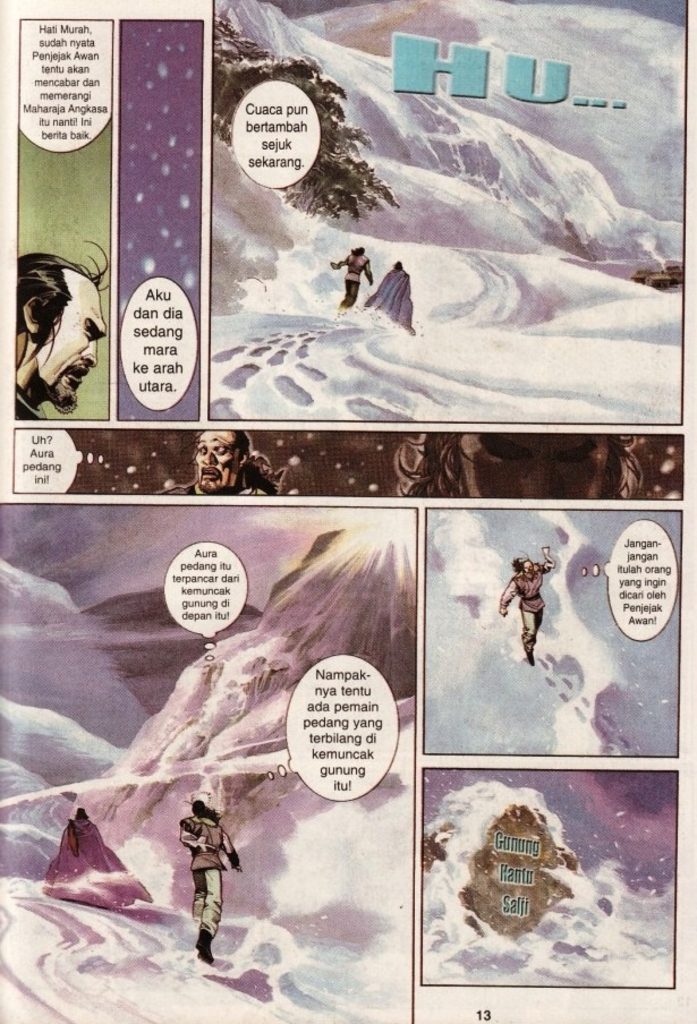 Hati Murah,
sudah nyata
Penjejak Awan
tentu akan
mencabar dan
memerangi
Maharaja Angkasa
itu nanti! Ini
berita baik.
Aku
dan dia
sedang
mara
ke arah
utara.
Cuaca pun
bertambah
sejuk
sekarang.
HU...
Uh?
Aura
pedang
ini!
Aura
pedang itu
terpancar dari
kemuncak
gunung di
depan itu!
Nampak-
nya tentu
ada pemain
pedang yang
terbilang di
kemuncak
gunung
itu!
Jangan-
jangan
itulah orang
yang ingin
dicari oleh
Penjejak
Awan!
Gunung
Hantu
Salji
13